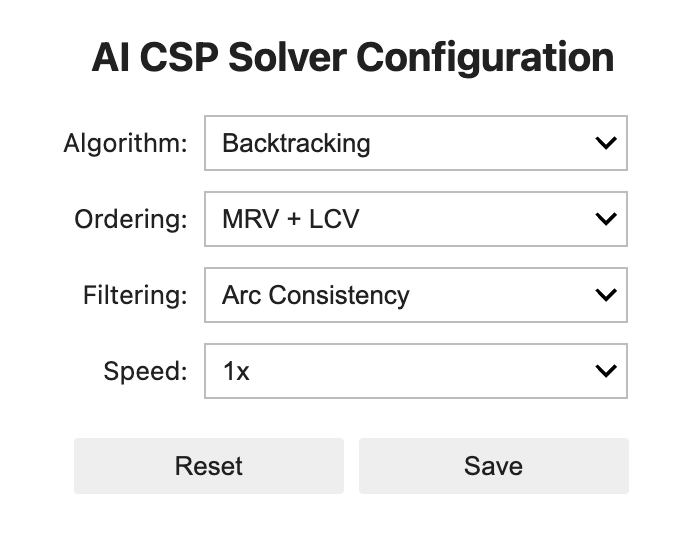 AI CSP Solver Configuration
Algorithm: Backtracking
Ordering: MRV + LCV
Filtering: Arc Consistency
Speed: 1x
Reset Save